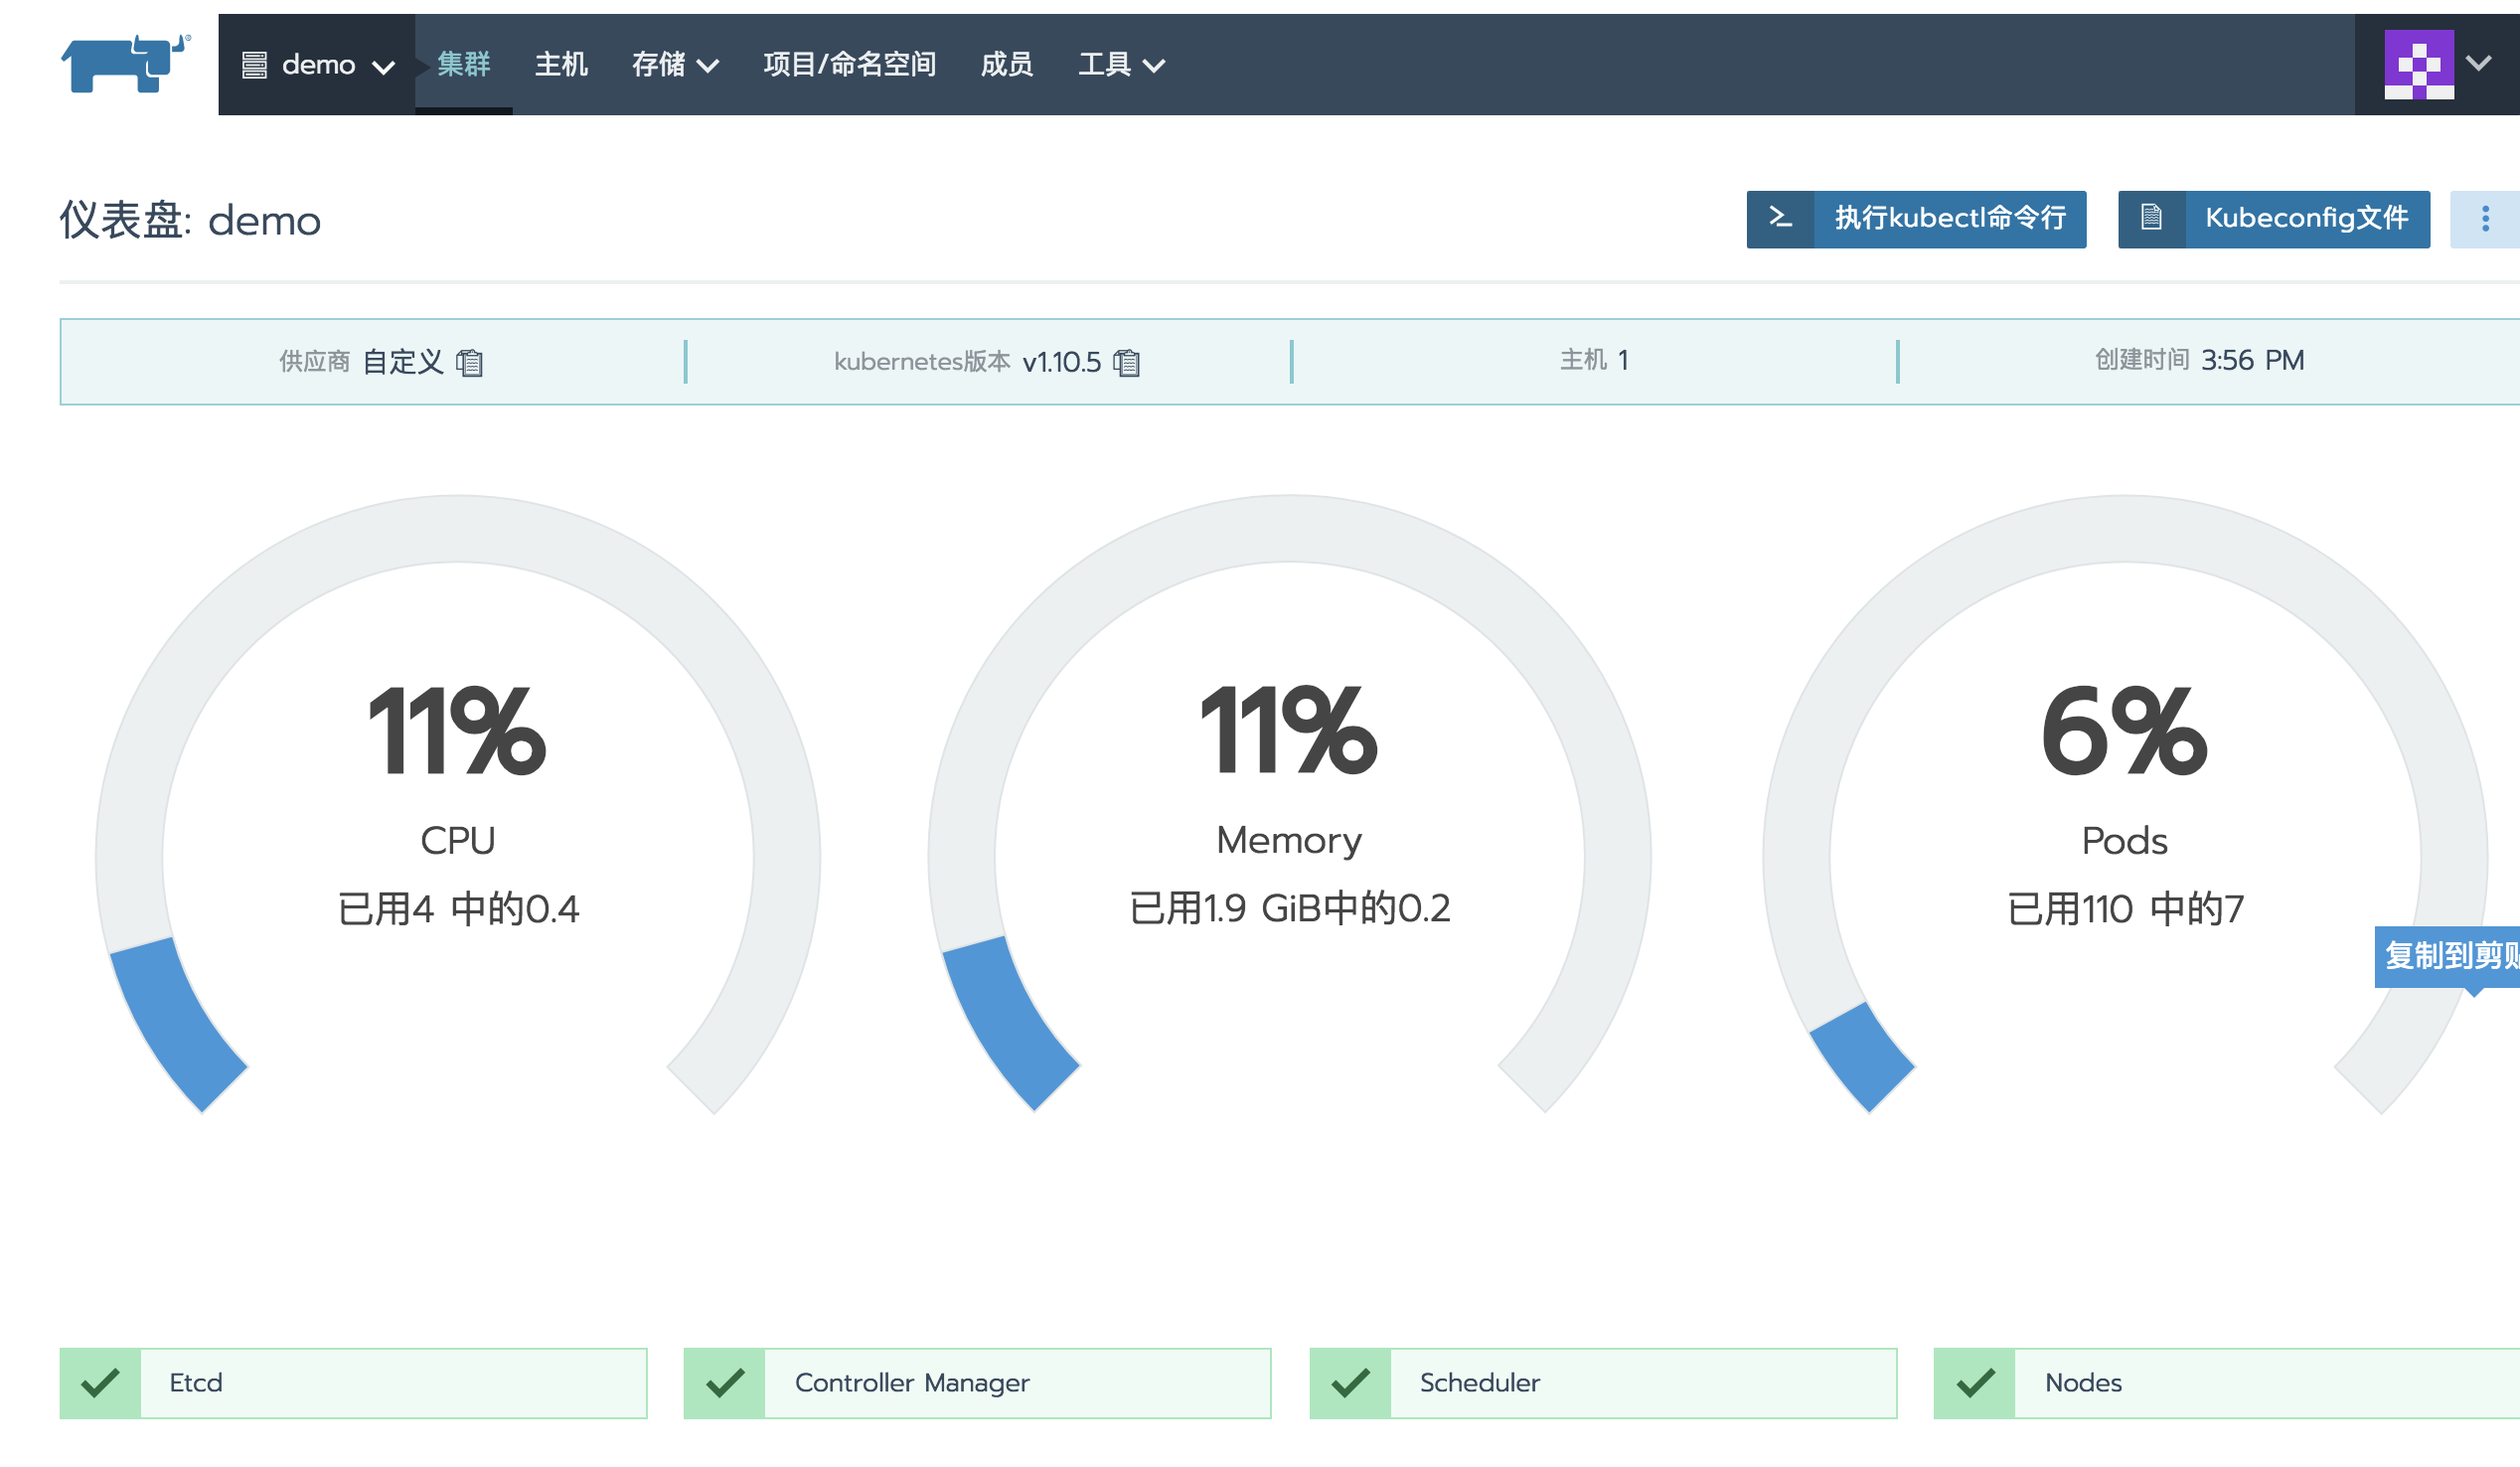 demo 集群 主机 存储 项目/命名空间 成员 工具
仪表盘: demo
执行kubectl命令行 Kubeconfig文件
供应商 自定义 kubernetes版本 v1.10.5 主机 1 创建时间 3:56 PM
11% 11% 6%
CPU Memory Pods
已用4 中的0.4 已用1.9 GiB中的0.2 已用110 中的7
复制到剪
Etcd Controller Manager Scheduler Nodes